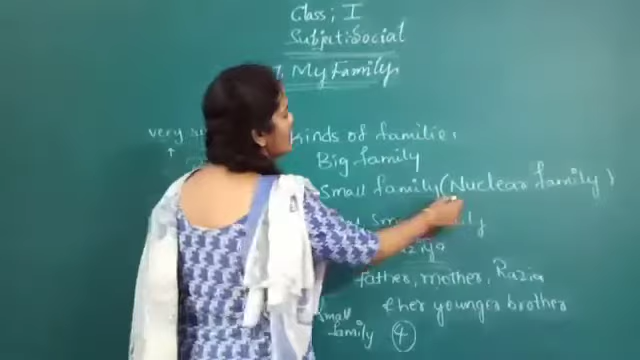 Class; I
Subject: Social
My Family
very
kinds of families
Big family
Small family (Nuclear family)
father, mother, Razia
& her younger brother
small family 4